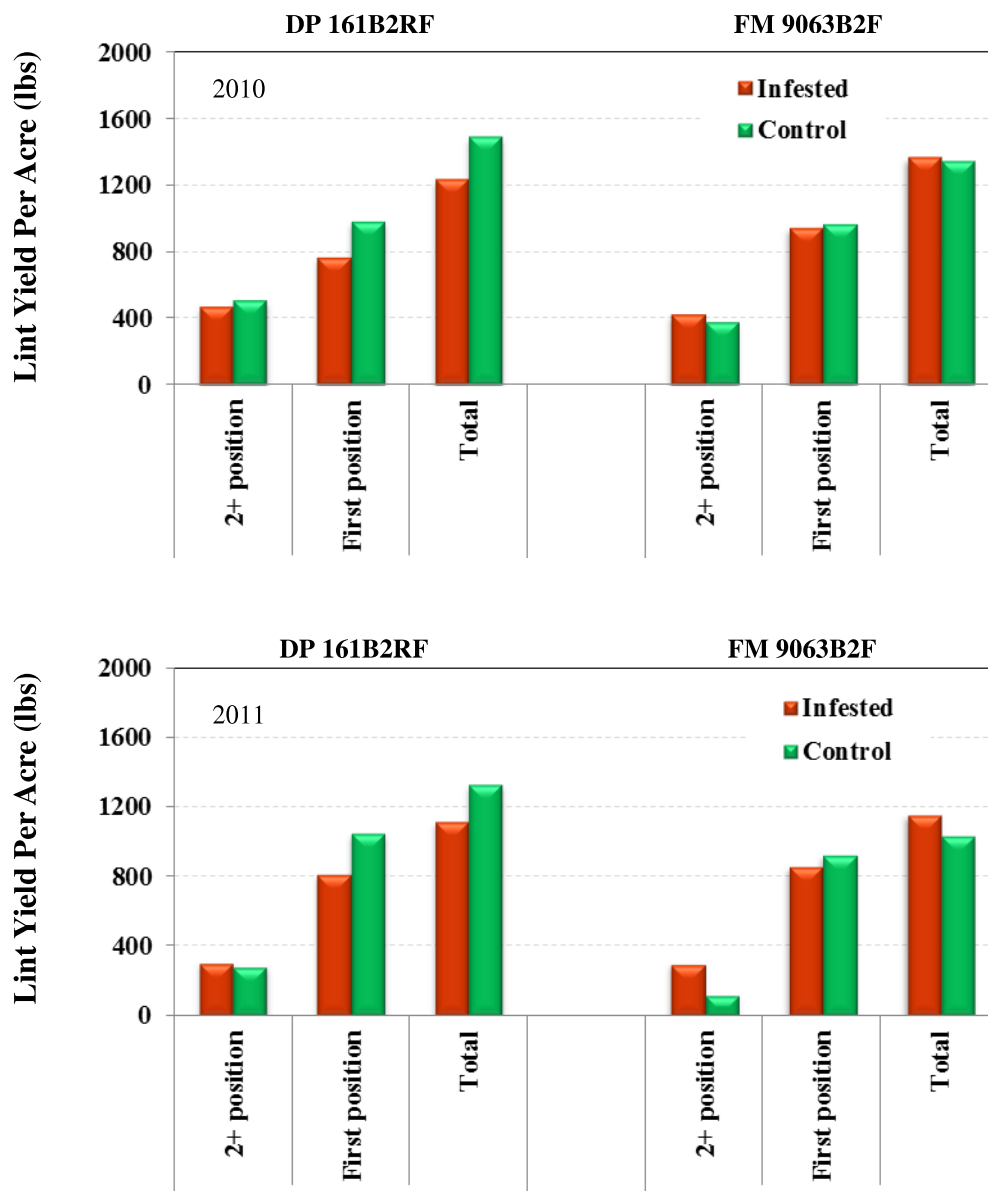 DP 161B2RF
FM 9063B2F
Lint Yield Per Acre (lbs)
2000
1600
1200
800
400
0
2010
Infested
Control
2+ position
First position
Total
2+ position
First position
Total
DP 161B2RF
FM 9063B2F
Lint Yield Per Acre (lbs)
2000
1600
1200
800
400
0
2011
Infested
Control
2+ position
First position
Total
2+ position
First position
Total